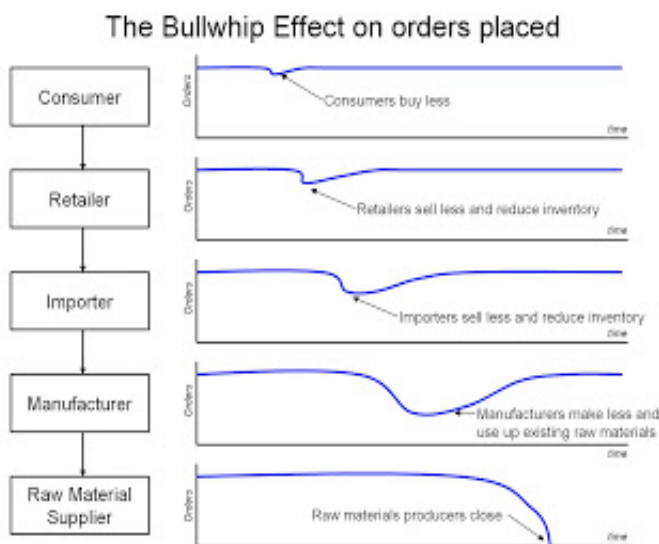 The Bullwhip Effect on orders placed
Consumer
Orders
Consumers buy less
time
Retailer
Orders
Retailers sell less and reduce inventory
time
Importer
Orders
Importers sell less and reduce inventory
time
Manufacturer
Orders
Manufacturers make less and
use up existing raw materials
time
Raw Material
Supplier
Orders
Raw materials producers close
time